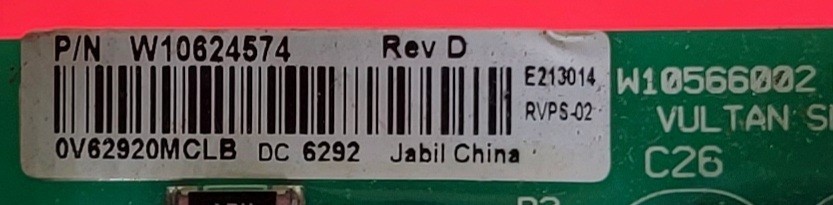 P/N W10624574 Rev D
E213014
RVPS-02
0V62920MCLB DC 6292 Jabil China
W10566002
VULTAN
C26